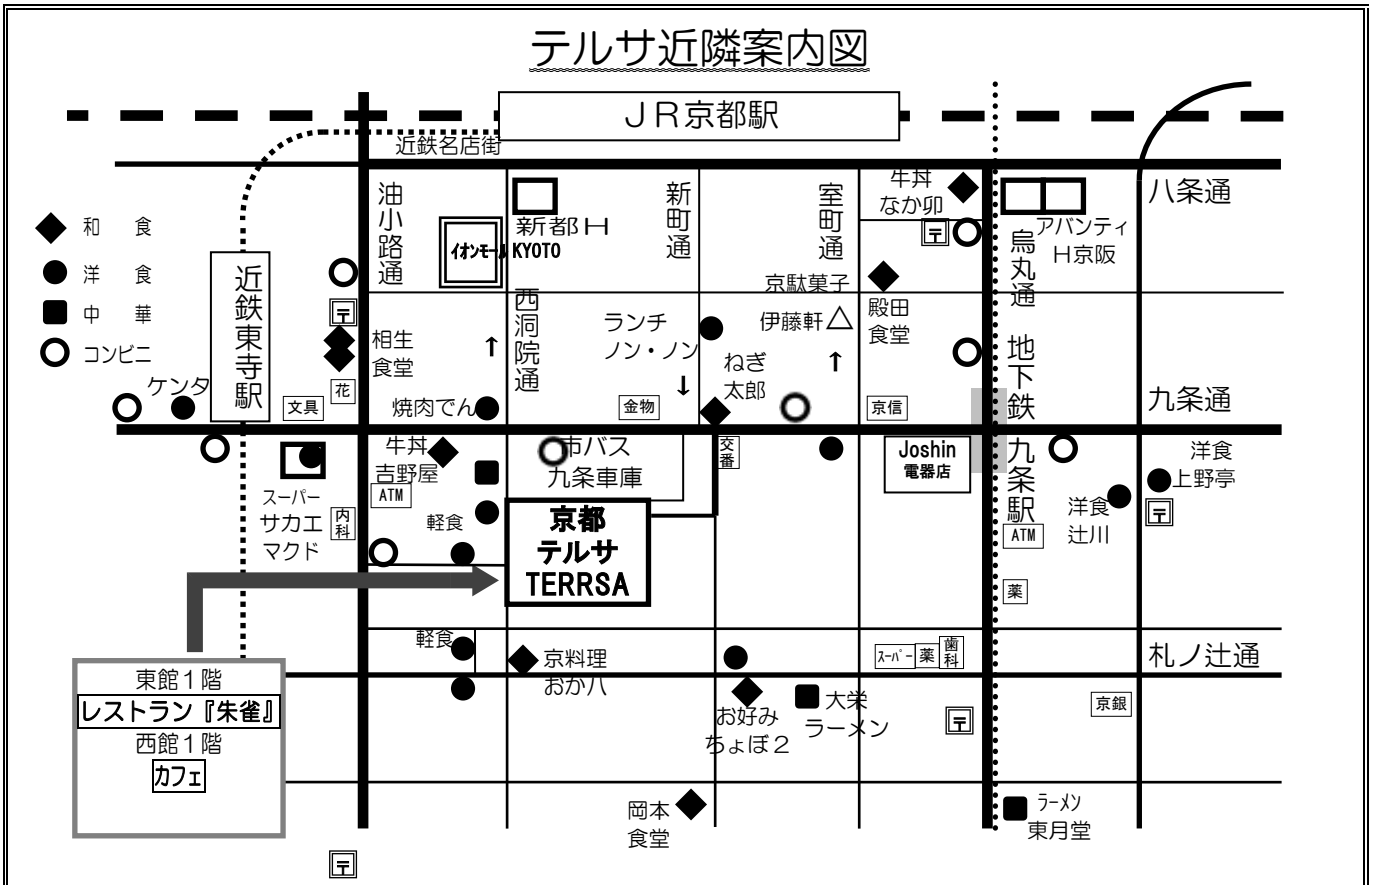 テルサ近隣案内図
ＪＲ京都駅
近鉄名店街
八条通
油小路通
新町通
室町通
牛丼
なか卯
〒
新都Ｈ
イオンモール KYOTO
烏丸通
アバンティ
Ｈ京阪
和　食
洋　食
中　華
コンビニ
近鉄東寺駅
〒
相生
食堂
西洞院通
↑
ランチ
ノン・ノン
↓
京駄菓子
伊藤軒△
↑
殿田
食堂
ねぎ
太郎
地下鉄
九条駅
ケンタ
文具
花
焼肉でん
金物
京信
九条通
牛丼
吉野屋
ATM
市バス
九条車庫
交番
Joshin
電器店
洋食
上野亭
〒
洋食
辻川
ATM
スーパー
サカエ
マクド
内科
軽食
京都
テルサ
TERRSA
薬
軽食
京料理
おか八
スーパー
薬
歯科
札ノ辻通
東館１階
レストラン『朱雀』
西館１階
カフェ
お好み
ちょぼ２
大栄
ラーメン
〒
京銀
岡本
食堂
ラーメン
東月堂
〒